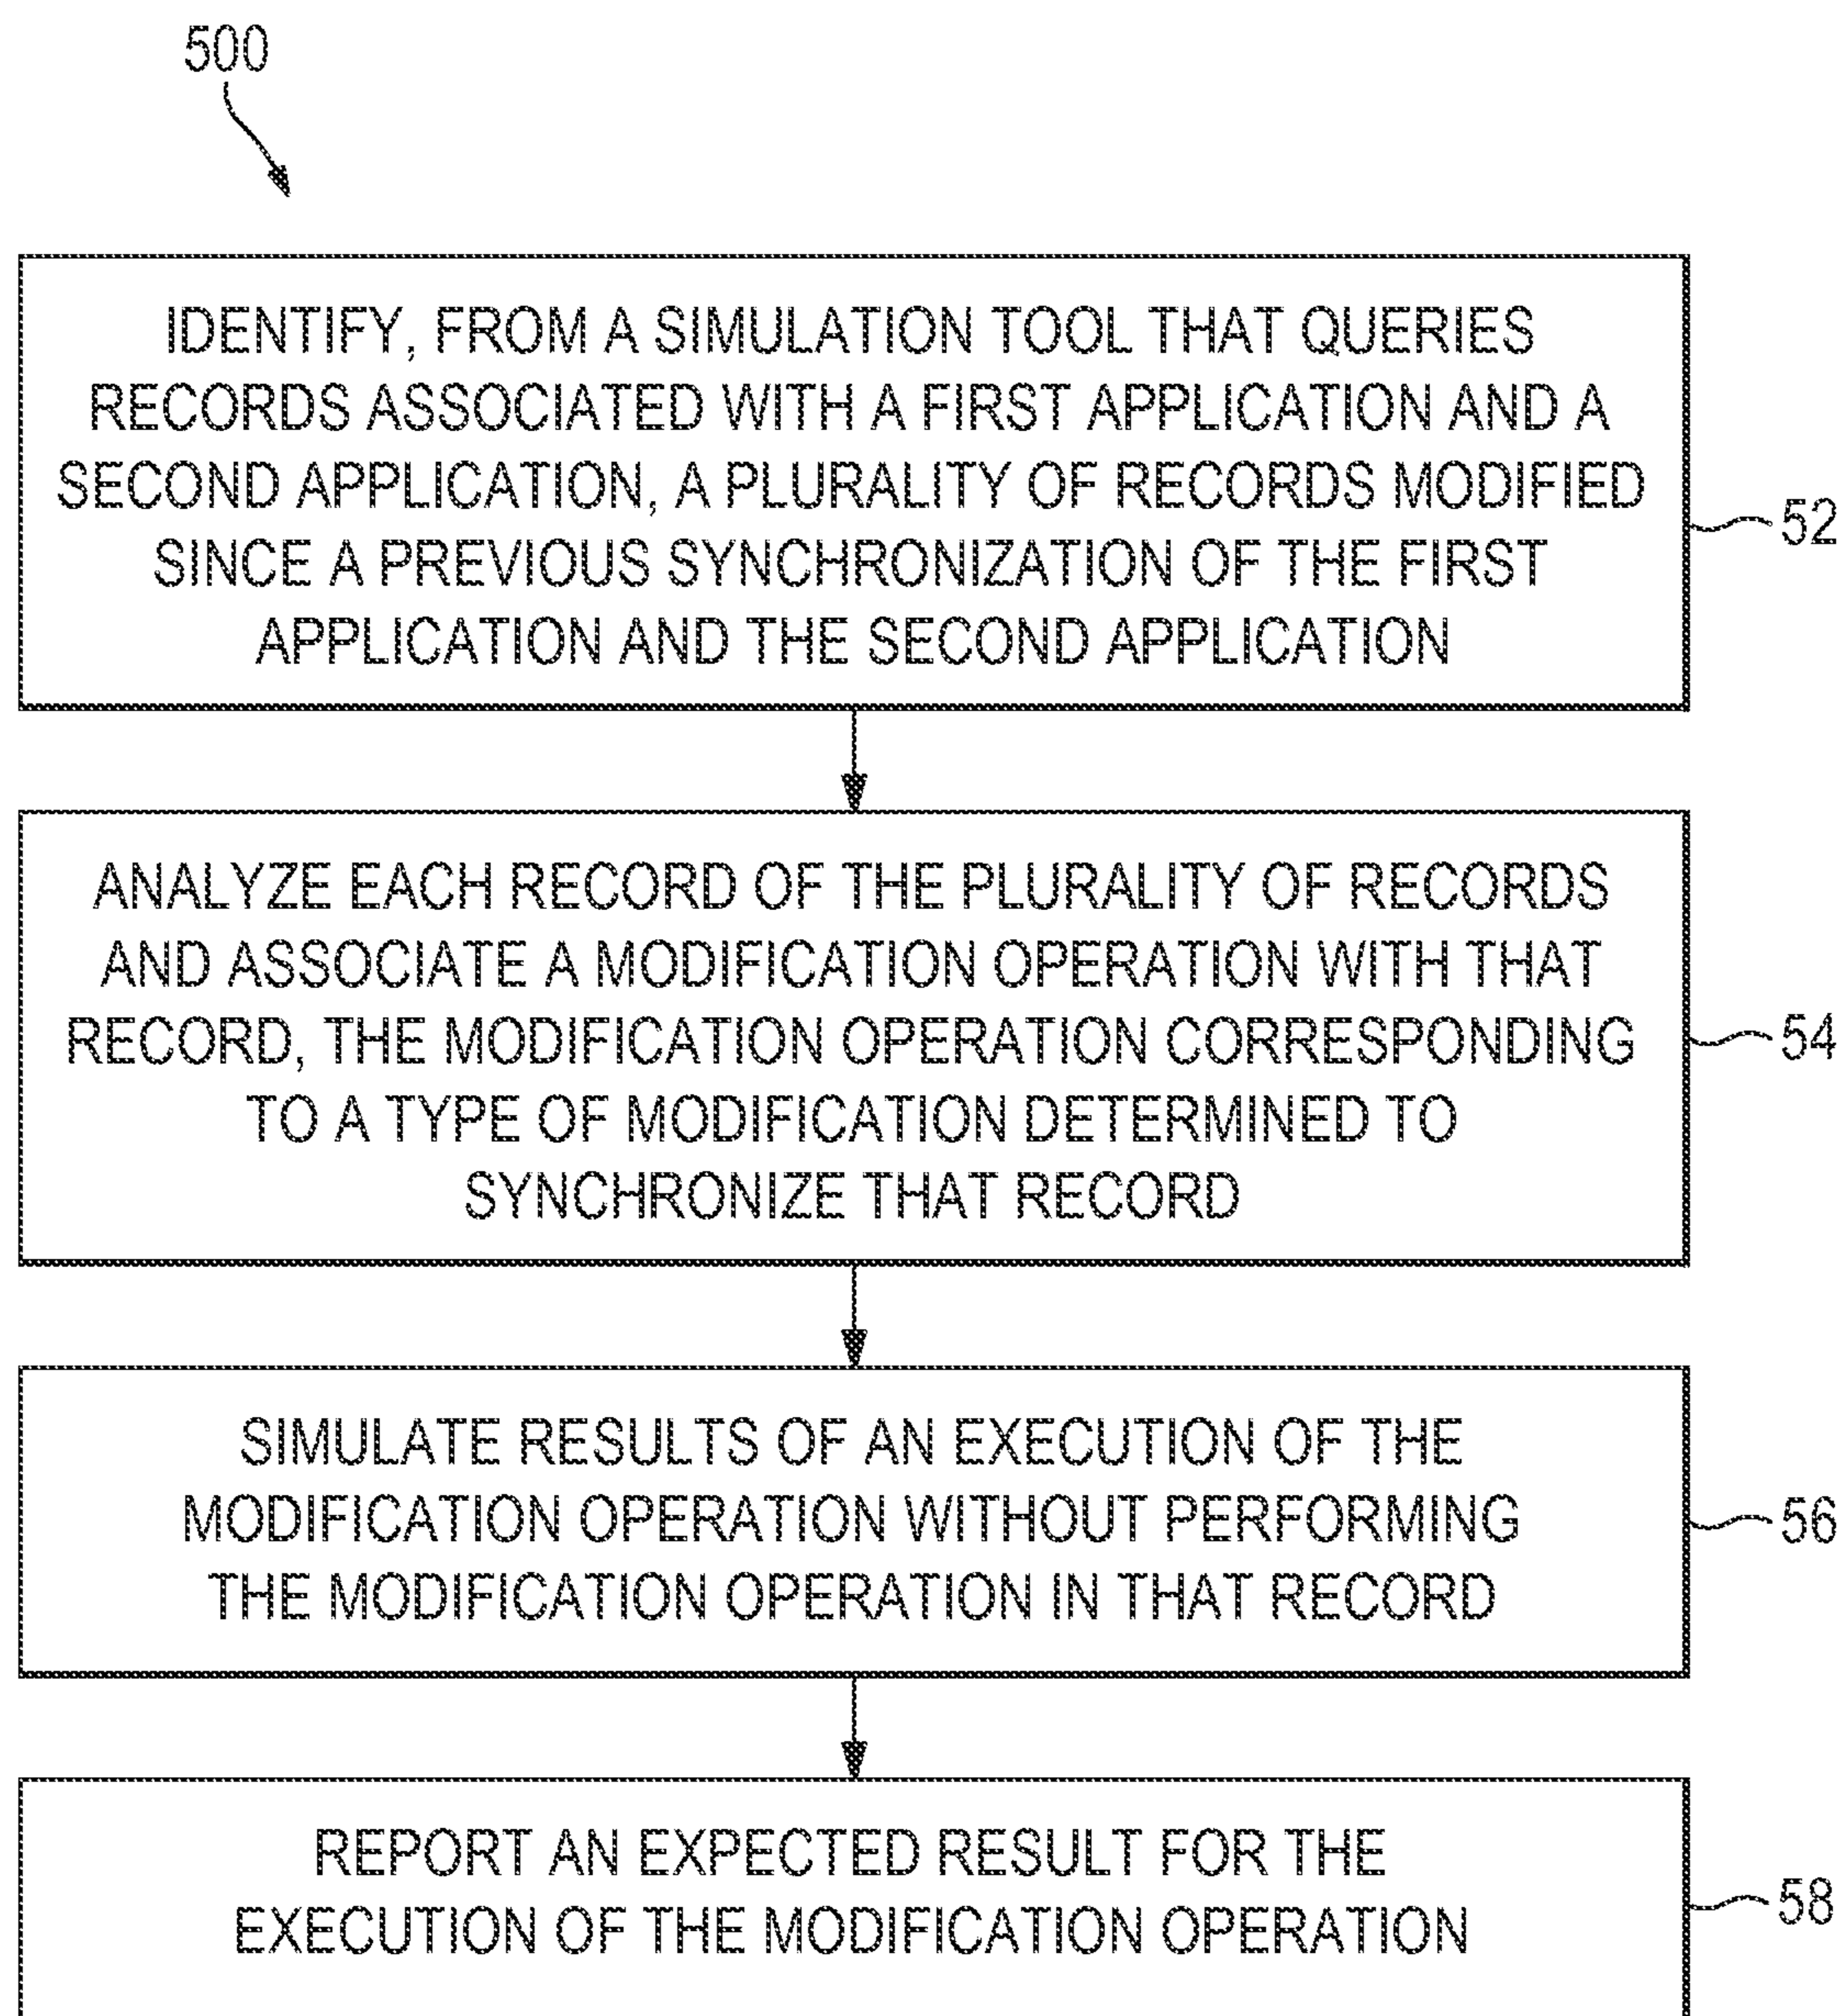 500
IDENTIFY, FROM A SIMULATION TOOL THAT QUERIES
RECORDS ASSOCIATED WITH A FIRST APPLICATION AND A
SECOND APPLICATION, A PLURALITY OF RECORDS MODIFIED
SINCE A PREVIOUS SYNCHRONIZATION OF THE FIRST
APPLICATION AND THE SECOND APPLICATION
52
ANALYZE EACH RECORD OF THE PLURALITY OF RECORDS
AND ASSOCIATE A MODIFICATION OPERATION WITH THAT
RECORD, THE MODIFICATION OPERATION CORRESPONDING
TO A TYPE OF MODIFICATION DETERMINED TO
SYNCHRONIZE THAT RECORD
54
SIMULATE RESULTS OF AN EXECUTION OF THE
MODIFICATION OPERATION WITHOUT PERFORMING
THE MODIFICATION OPERATION IN THAT RECORD
56
REPORT AN EXPECTED RESULT FOR THE
EXECUTION OF THE MODIFICATION OPERATION
58